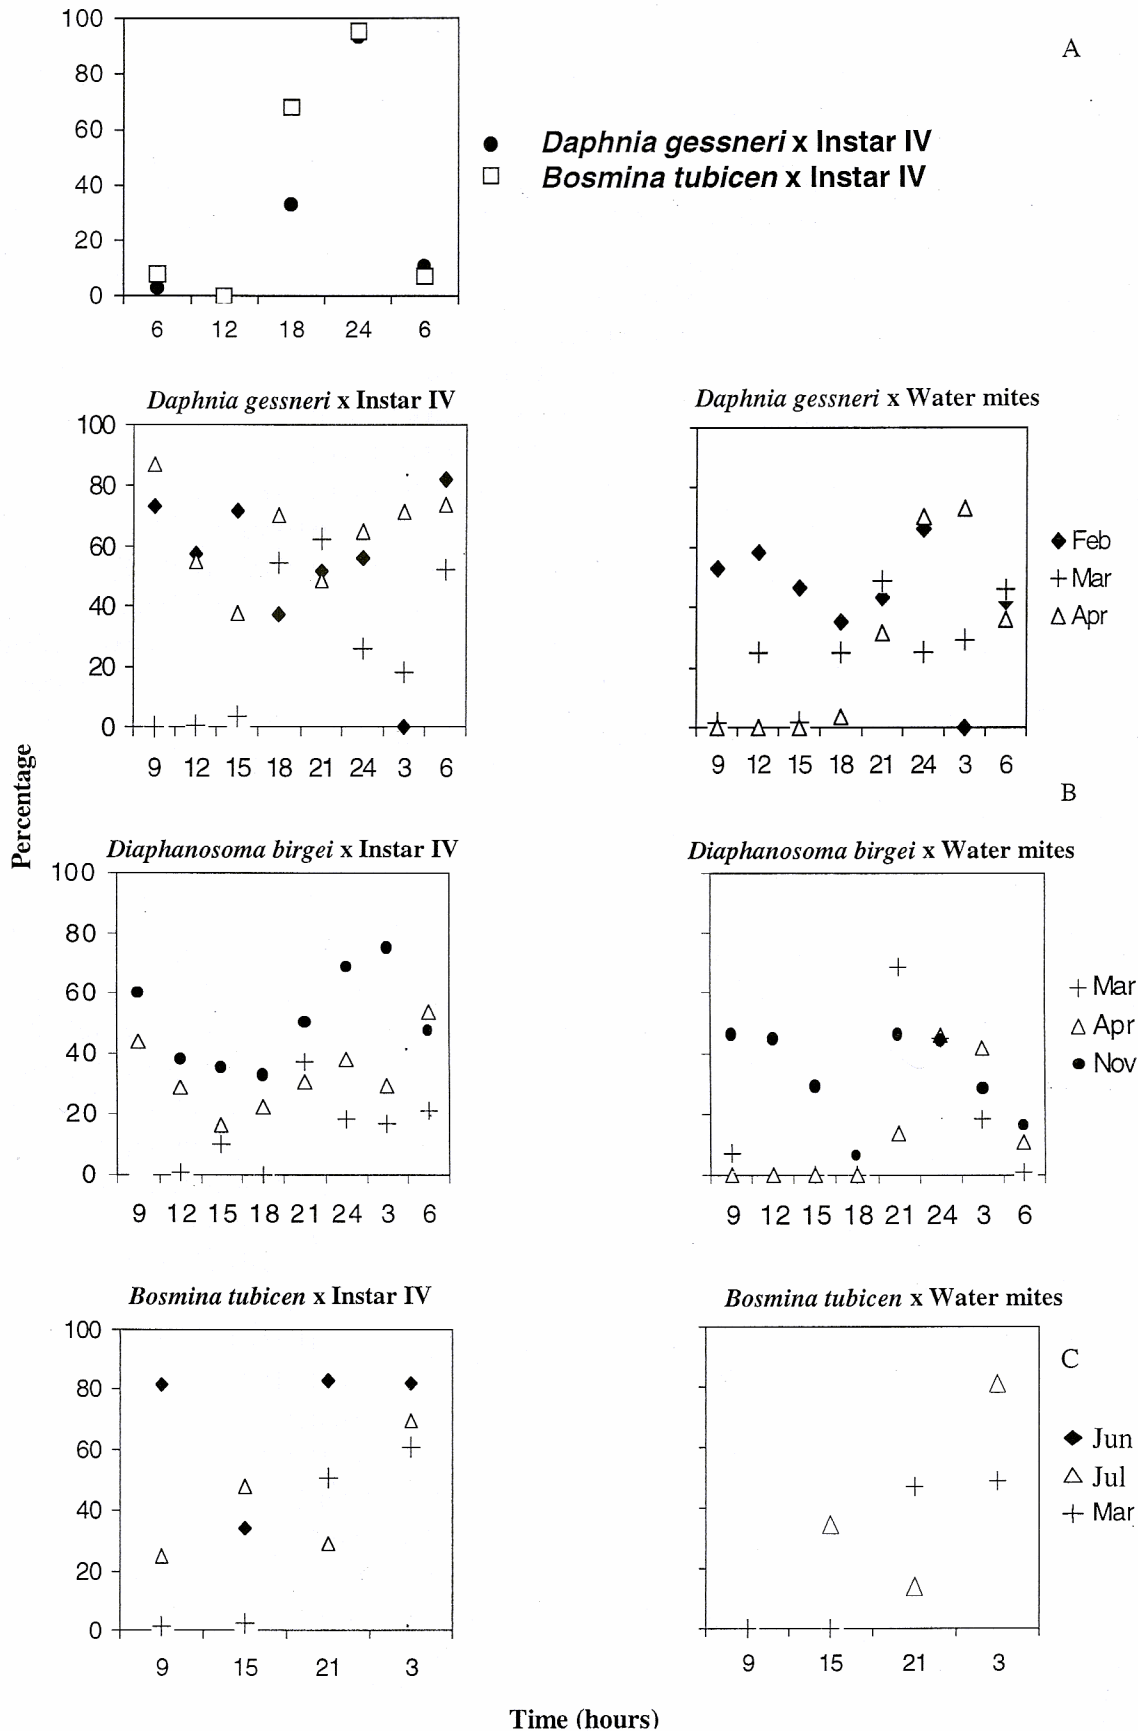 100
80
60
40
20
0
6 12 18 24 6
Daphnia gessneri x Instar IV
Bosmina tubicen x Instar IV
A
Daphnia gessneri x Instar IV
100
80
60
40
20
0
9 12 15 18 21 24 3 6
Daphnia gessneri x Water mites
9 12 15 18 21 24 3 6
Feb
Mar
Apr
B
Percentage
Diaphanosoma birgei x Instar IV
100
80
60
40
20
0
9 12 15 18 21 24 3 6
Diaphanosoma birgei x Water mites
9 12 15 18 21 24 3 6
Mar
Apr
Nov
Bosmina tubicen x Instar IV
100
80
60
40
20
0
9 15 21 3
Bosmina tubicen x Water mites
9 15 21 3
C
Jun
Jul
Mar
Time (hours)